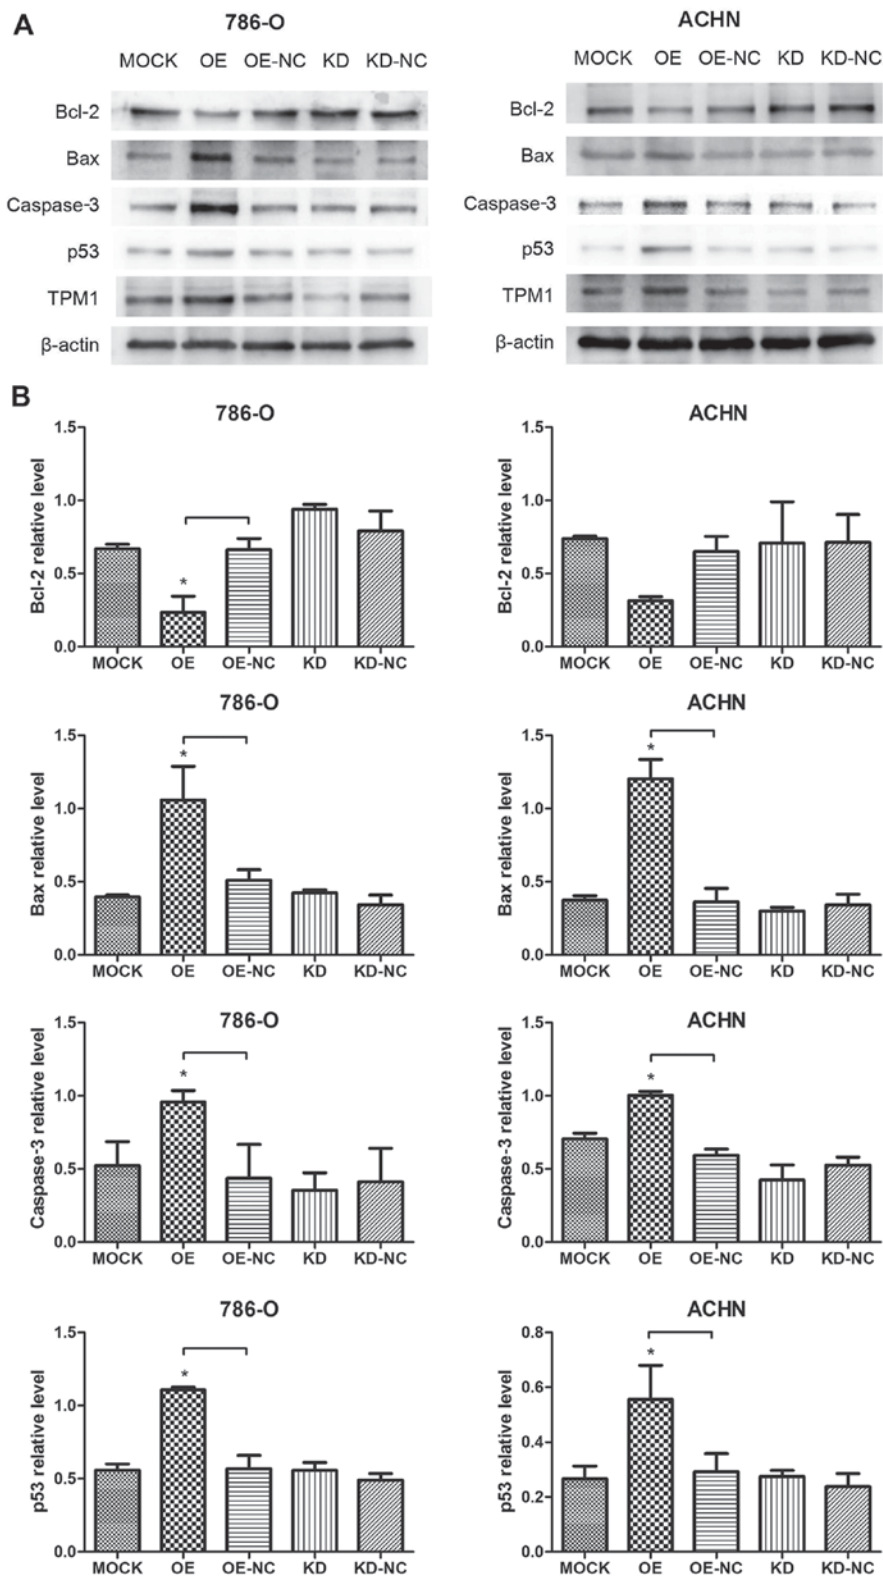 A
786-O
ACHN
MOCK OE OE-NC KD KD-NC
MOCK OE OE-NC KD KD-NC
Bcl-2
Bax
Caspase-3
p53
TPM1
β-actin
Bcl-2
Bax
Caspase-3
p53
TPM1
β-actin
B
786-O
Bcl-2 relative level
1.5
1.0
0.5
0.0
*
MOCK OE OE-NC KD KD-NC
ACHN
Bcl-2 relative level
1.5
1.0
0.5
0.0
MOCK OE OE-NC KD KD-NC
786-O
Bax relative level
1.5
1.0
0.5
0.0
*
MOCK OE OE-NC KD KD-NC
ACHN
Bax relative level
1.5
1.0
0.5
0.0
*
MOCK OE OE-NC KD KD-NC
786-O
Caspase-3 relative level
1.5
1.0
0.5
0.0
*
MOCK OE OE-NC KD KD-NC
ACHN
Caspase-3 relative level
1.5
1.0
0.5
0.0
*
MOCK OE OE-NC KD KD-NC
786-O
p53 relative level
1.5
1.0
0.5
0.0
*
MOCK OE OE-NC KD KD-NC
ACHN
p53 relative level
0.8
0.6
0.4
0.2
0.0
*
MOCK OE OE-NC KD KD-NC